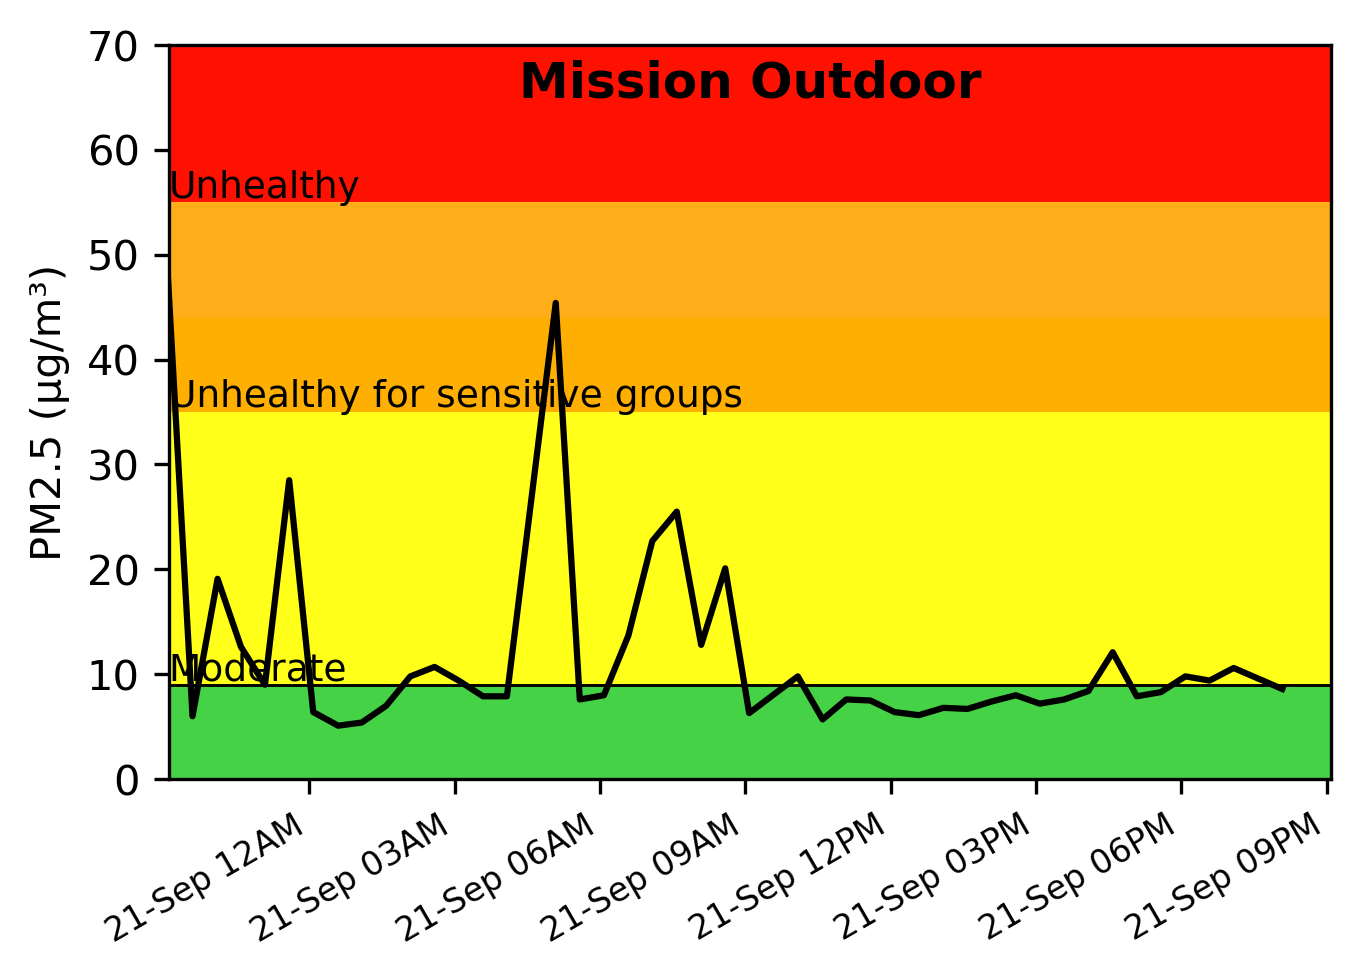 Mission Outdoor
PM2.5 (µg/m³)
70
60
50
40
30
20
10
0
Unhealthy
Unhealthy for sensitive groups
Moderate
21-Sep 12AM
21-Sep 03AM
21-Sep 06AM
21-Sep 09AM
21-Sep 12PM
21-Sep 03PM
21-Sep 06PM
21-Sep 09PM